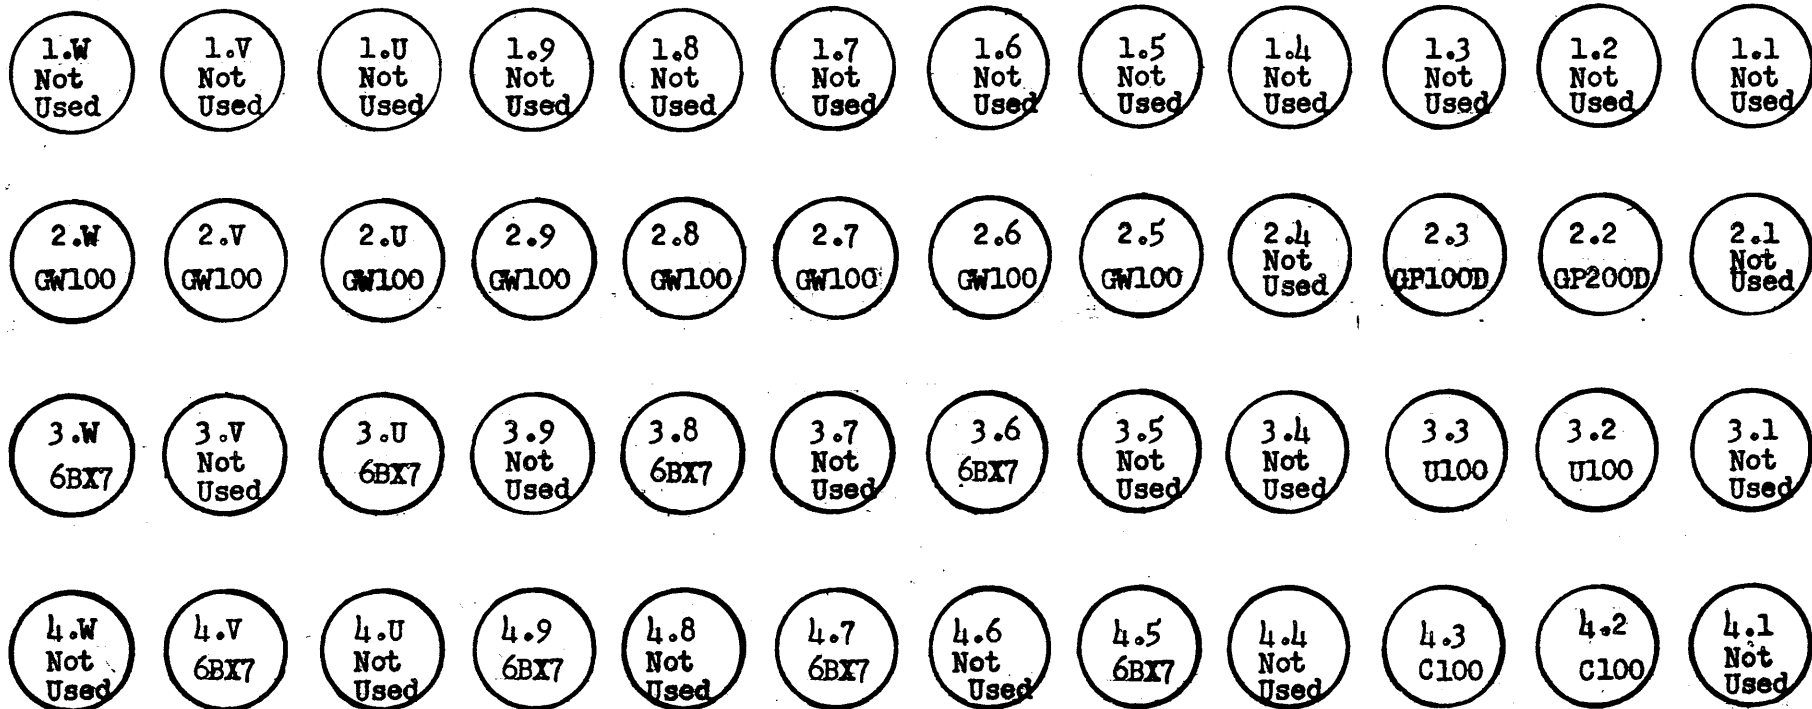 1.W 1.V 1.U 1.9 1.8 1.7 1.6 1.5 1.4 1.3 1.2 1.1
Not Not Not Not Not Not Not Not Not Not Not Not
Used Used Used Used Used Used Used Used Used Used Used Used
2.W 2.V 2.U 2.9 2.8 2.7 2.6 2.5 2.4 2.3 2.2 2.1
GW100 GW100 GW100 GW100 GW100 GW100 GW100 GW100 Not GP100D GP200D Not
Used Used
3.W 3.V 3.U 3.9 3.8 3.7 3.6 3.5 3.4 3.3 3.2 3.1
6BX7 Not 6BX7 Not 6BX7 Not 6BX7 Not Not U100 U100 Not
Used Used Used Used Used Used
4.W 4.V 4.U 4.9 4.8 4.7 4.6 4.5 4.4 4.3 4.2 4.1
Not 6BX7 Not 6BX7 Not 6BX7 Not 6BX7 Not C100 C100 Not
Used Used Used Used Used Used